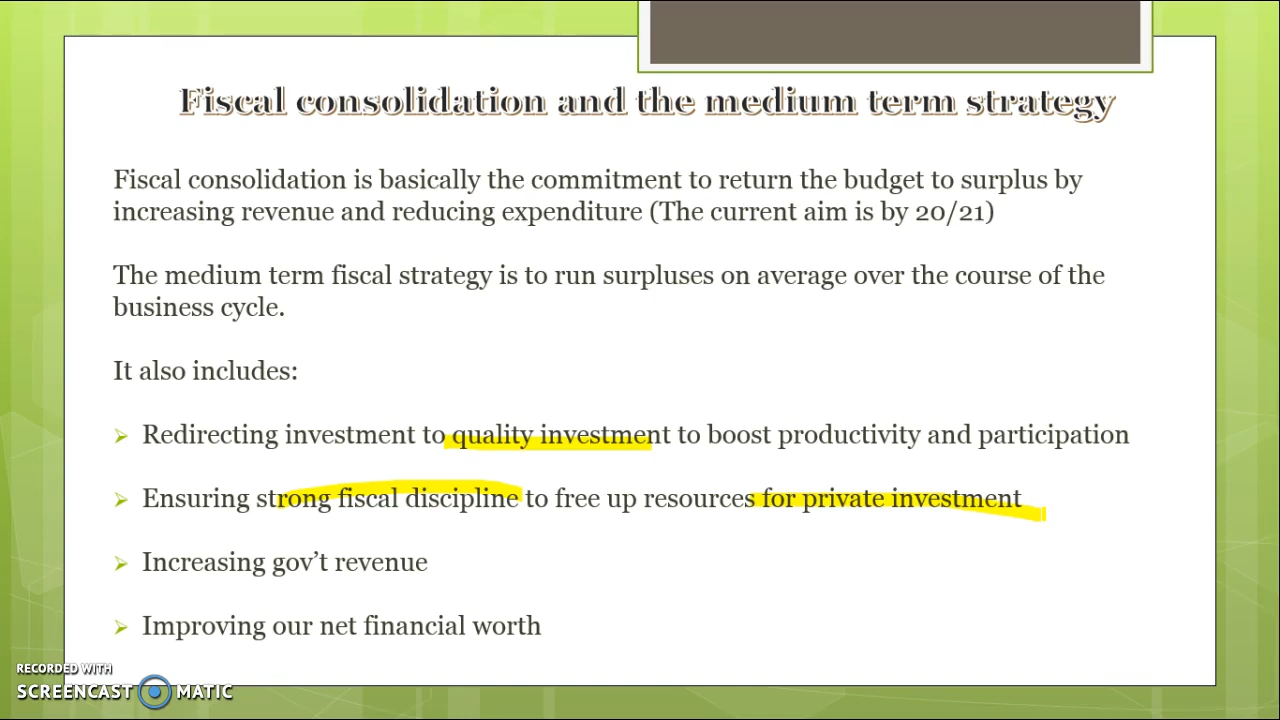 Fiscal consolidation and the medium term strategy
Fiscal consolidation is basically the commitment to return the budget to surplus by
increasing revenue and reducing expenditure (The current aim is by 20/21)
The medium term fiscal strategy is to run surpluses on average over the course of the
business cycle.
It also includes:
Redirecting investment to quality investment to boost productivity and participation
Ensuring strong fiscal discipline to free up resources for private investment
Increasing gov’t revenue
Improving our net financial worth
RECORDED WITH
SCREENCAST MATIC